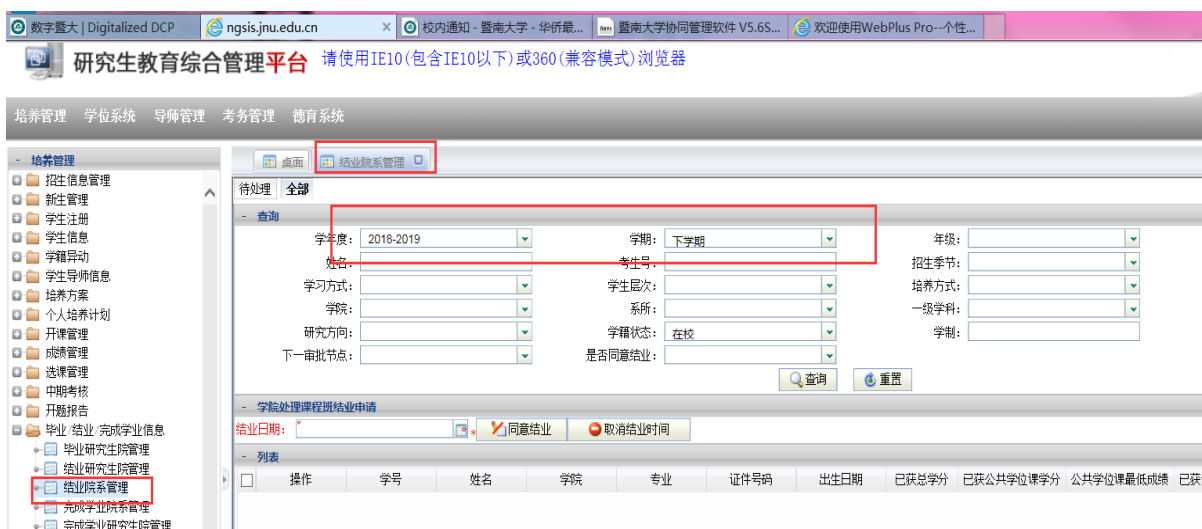 数字暨大 | Digitalized DCP ngsis.jnu.edu.cn 校内通知 - 暨南大学 - 华侨最... 暨南大学协同管理软件 V5.6S... 欢迎使用WebPlus Pro--个性...
研究生教育综合管理平台 请使用IE10(包含IE10以下)或360(兼容模式)浏览器
培养管理 学位系统 导师管理 考务管理 德育系统
- 培养管理
招生信息管理
新生管理
学生注册
学生信息
学籍异动
学生导师信息
培养方案
个人培养计划
开课管理
成绩管理
选课管理
中期考核
开题报告
毕业/结业/完成学业信息
毕业研究生院管理
结业研究生院管理
结业院系管理
完成学业院系管理
完成学业研究生院管理
桌面 结业院系管理
待处理 全部
- 查询
学年度: 2018-2019 学期: 下学期 年级:
姓名: 考生号: 招生季节:
学习方式: 学生层次: 培养方式:
学院: 系所: 一级学科:
研究方向: 学籍状态: 在校 学制:
下一审批节点: 是否同意结业:
查询 重置
- 学院处理课程班结业申请
结业日期: * 同意结业 取消结业时间
- 列表
操作 学号 姓名 学院 专业 证件号码 出生日期 已获总学分 已获公共学位课学分 公共学位课最低成绩 已获